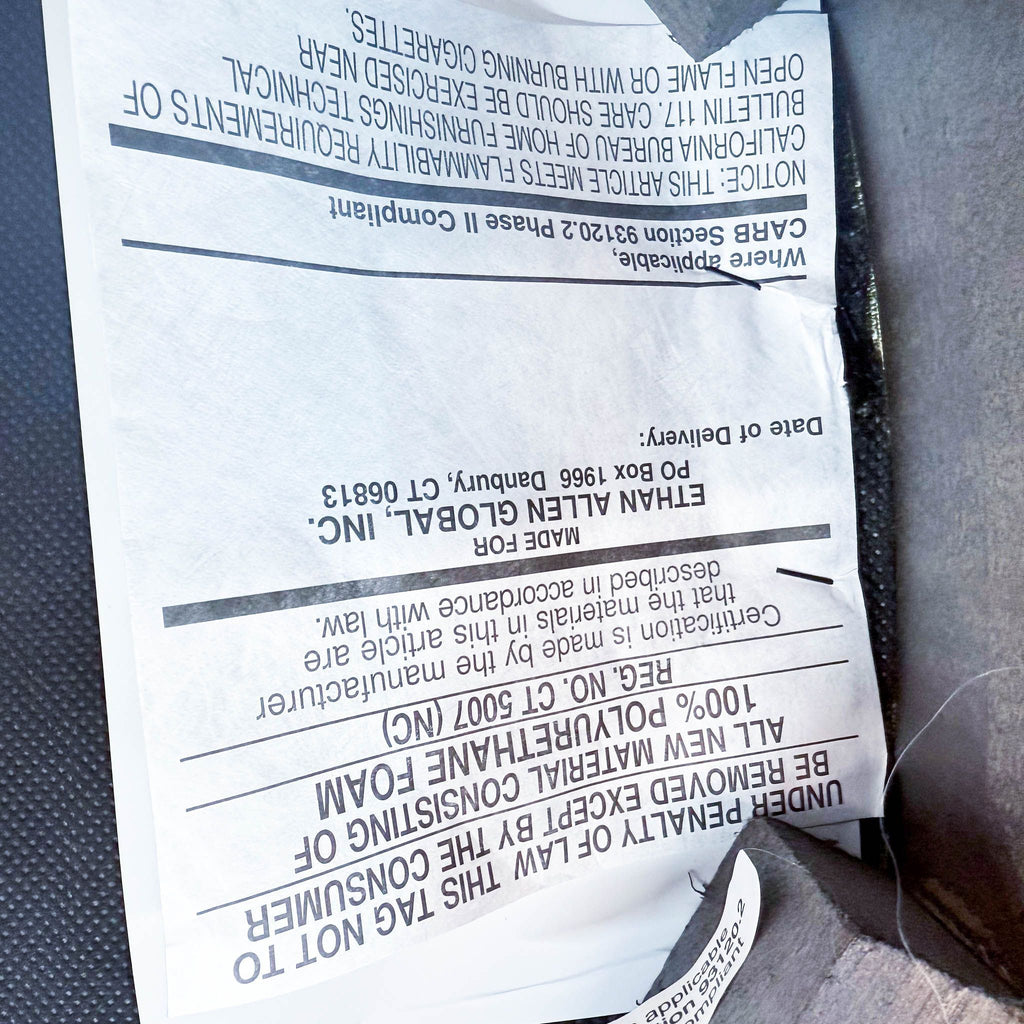 UNDER PENALTY OF LAW THIS TAG NOT TO
BE REMOVED EXCEPT BY THE CONSUMER
ALL NEW MATERIAL CONSISTING OF
100% POLYURETHANE FOAM
REG. NO. CT 5007 (NC)
Certification is made by the manufacturer
that the materials in this article are
described in accordance with law.
MADE FOR
ETHAN ALLEN GLOBAL, INC.
PO Box 1966 Danbury, CT 06813
Date of Delivery:
Where applicable,
CARB Section 93120.2 Phase II Compliant
NOTICE: THIS ARTICLE MEETS FLAMMABILITY REQUIREMENTS OF
CALIFORNIA BUREAU OF HOME FURNISHINGS TECHNICAL
BULLETIN 117. CARE SHOULD BE EXERCISED NEAR
OPEN FLAME OR WITH BURNING CIGARETTES.
applicable
ion 93120-2
mpliant